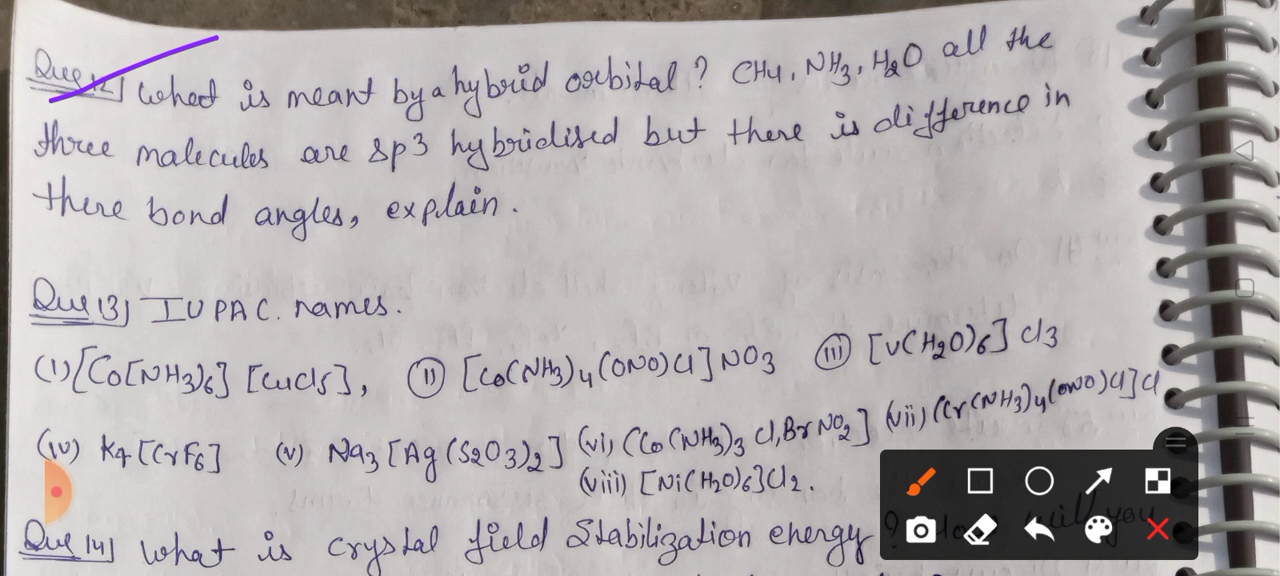 Que 12] What is meant by a hybrid orbital? CH4, NH3, H2O all the
three malecules are sp3 hybridised but there is difference in
there bond angles, explain.
Que 13] IUPAC. names.
(i) [Co[NH3)6] [CuCl5], (ii) [Co(NH3)4(ONO)Cl]NO3 (iii) [V(H2O)6] Cl3
(iv) K4[CrF6] (v) Na3[Ag(S2O3)2] (vi) (Co(NH3)3 Cl,BrNO2] (vii) (Cr(NH3)4(ONO)Cl]Cl
(viii) [Ni(H2O)6]Cl2.
Que 14] What is crystal field stabilization energy ? will you